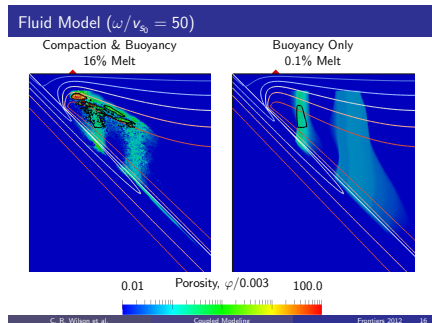 Fluid Model (ω/v_{s_0} = 50)
Compaction & Buoyancy
16% Melt
Buoyancy Only
0.1% Melt
Porosity, φ/0.003
0.01
100.0
C. R. Wilson et al.
Coupled Modeling
Frontiers 2012
16